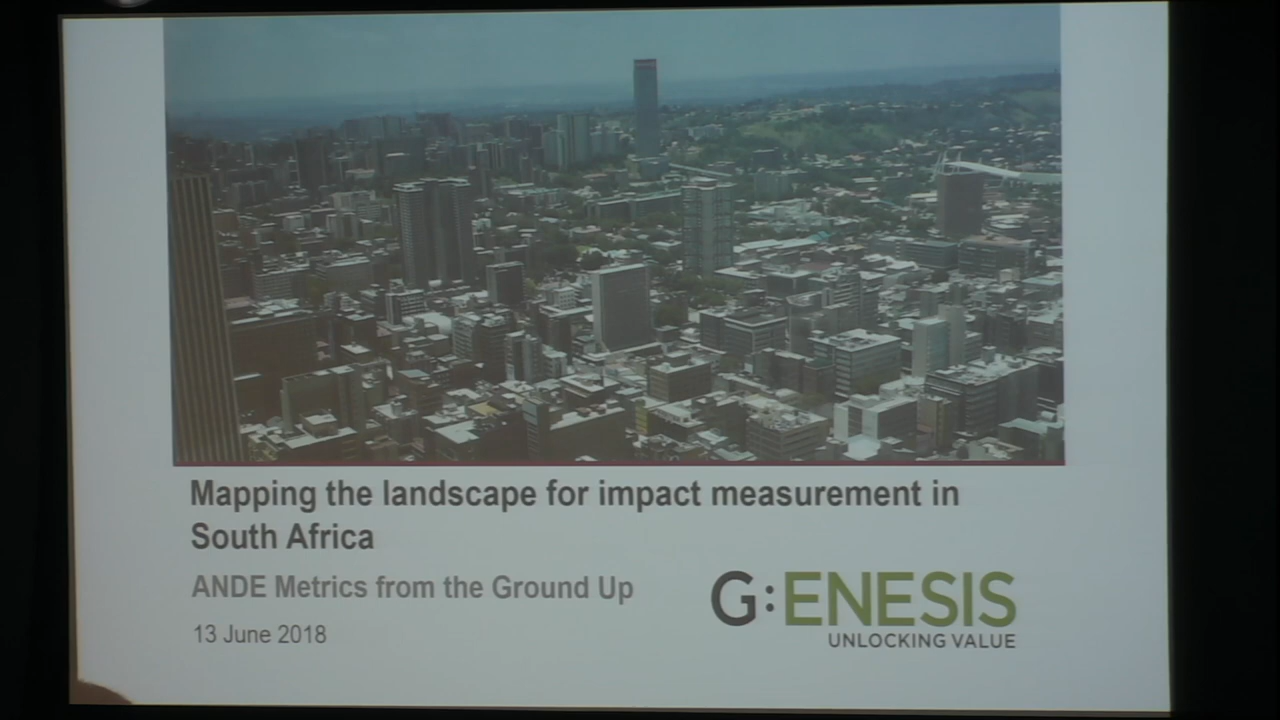 Mapping the landscape for impact measurement in
South Africa
ANDE Metrics from the Ground Up
13 June 2018
G:ENESIS
UNLOCKING VALUE